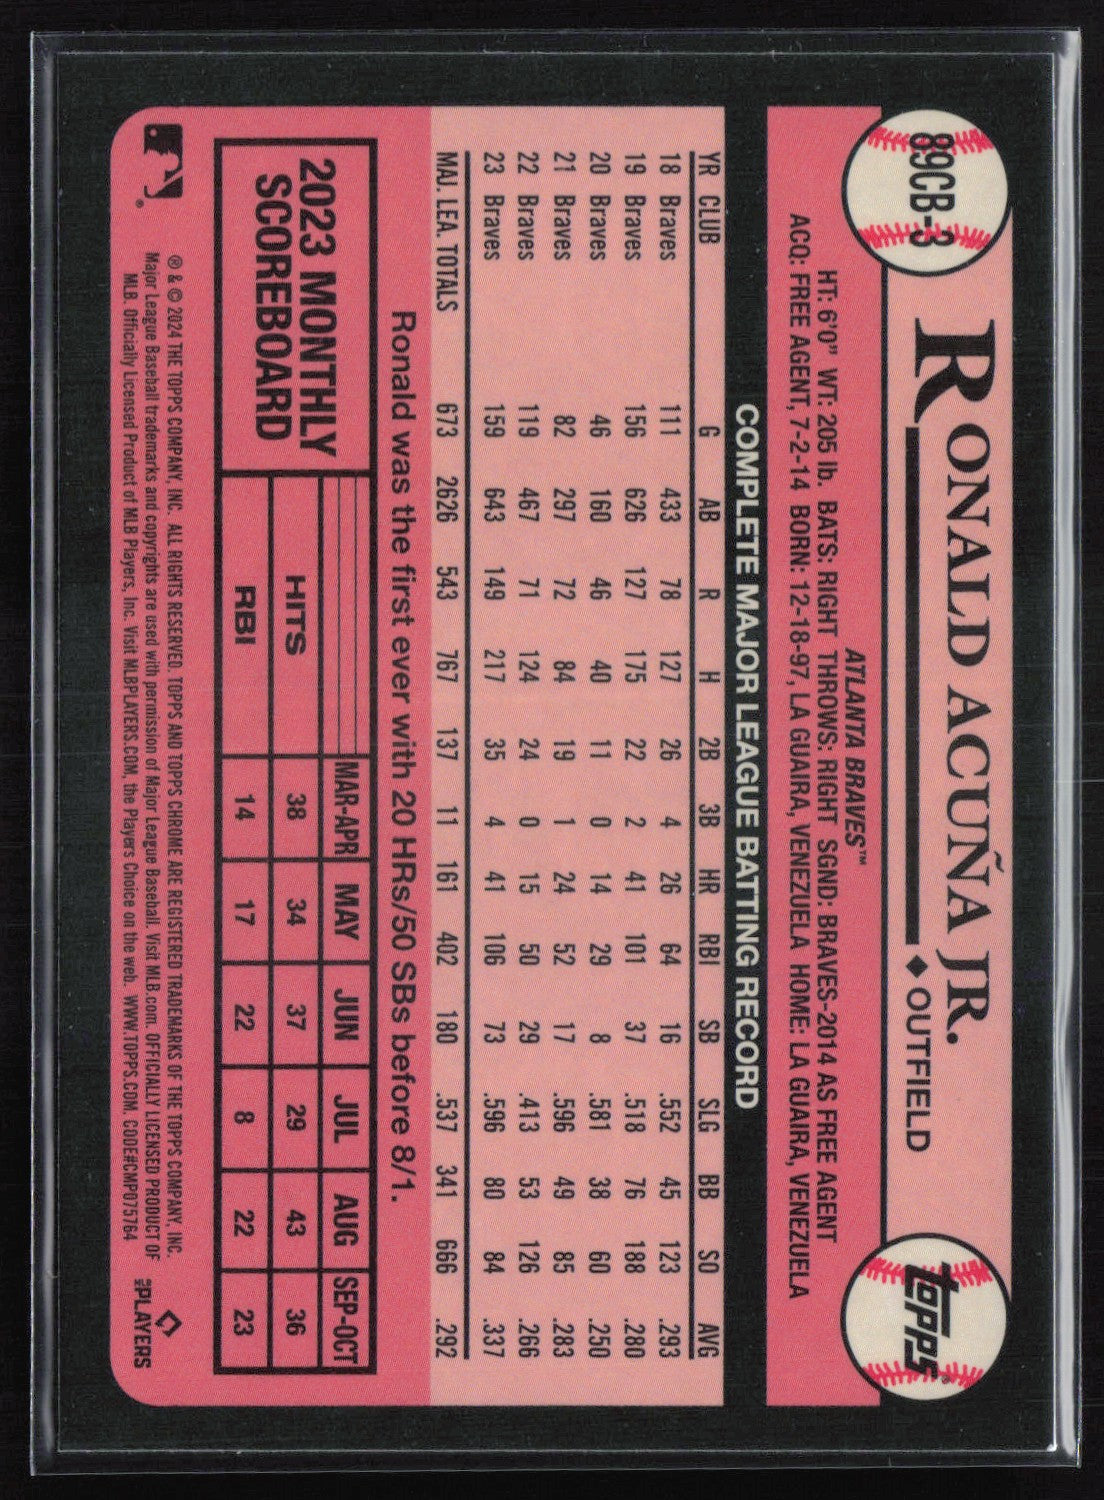 89CB-3
RONALD ACUÑA JR. ◆ OUTFIELD
topps®
ATLANTA BRAVES™
HT: 6'0" WT: 205 lb. BATS: RIGHT THROWS: RIGHT SGND: BRAVES-2014 AS FREE AGENT
ACQ: FREE AGENT, 7-2-14 BORN: 12-18-97, LA GUAIRA, VENEZUELA HOME: LA GUAIRA, VENEZUELA
COMPLETE MAJOR LEAGUE BATTING RECORD
YR CLUB G AB R H 2B 3B HR RBI SB SLG BB SO AVG
18 Braves 111 433 78 127 26 4 26 64 16 .552 45 123 .293
19 Braves 156 626 127 175 22 2 41 101 37 .518 76 188 .280
20 Braves 46 160 46 40 11 0 14 29 8 .581 38 60 .250
21 Braves 82 297 72 84 19 1 24 52 17 .596 49 85 .283
22 Braves 119 467 71 124 24 0 15 50 29 .413 53 126 .266
23 Braves 159 643 149 217 35 4 41 106 73 .596 80 84 .337
MAJ. LEA. TOTALS 673 2626 543 767 137 11 161 402 180 .537 341 666 .292
Ronald was the first ever with 20 HRs/50 SBs before 8/1.
2023 MONTHLY
SCOREBOARD
MAR-APR MAY JUN JUL AUG SEP-OCT
HITS 38 34 37 29 43 36
RBI 14 17 22 8 22 23
® & © 2024 THE TOPPS COMPANY, INC. ALL RIGHTS RESERVED. TOPPS AND TOPPS CHROME ARE REGISTERED TRADEMARKS OF THE TOPPS COMPANY, INC.
Major League Baseball trademarks and copyrights are used with permission of Major League Baseball. Visit MLB.com. OFFICIALLY LICENSED PRODUCT OF
MLB. Officially Licensed Product of MLB Players, Inc. Visit MLBPLAYERS.COM, the Players Choice on the web. WWW.TOPPS.COM. CODE#CMP075764
PLAYERS